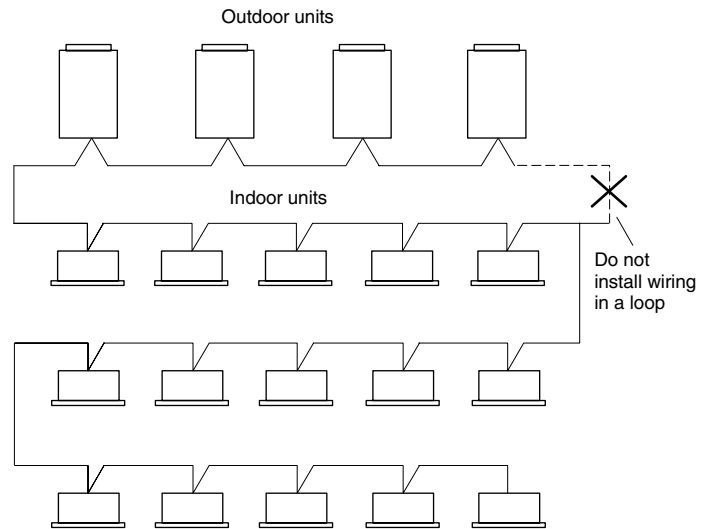 Outdoor units
Indoor units
Do not
install wiring
in a loop